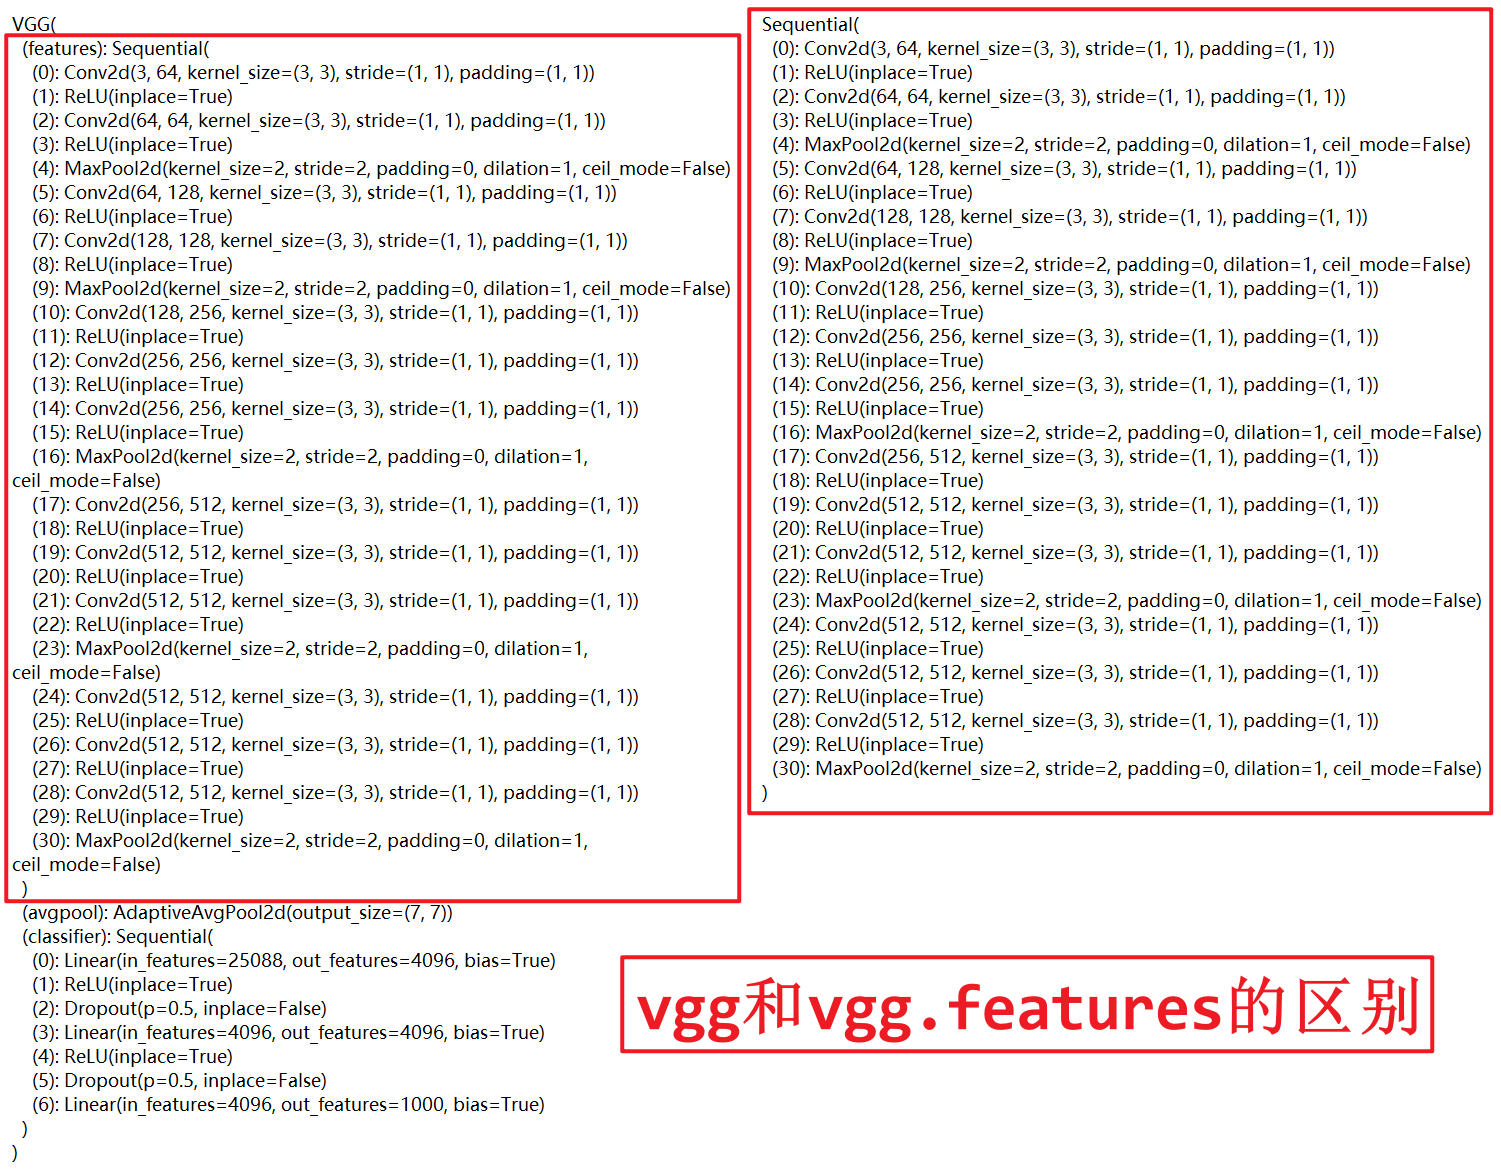 VGG(
(features): Sequential(
(0): Conv2d(3, 64, kernel_size=(3, 3), stride=(1, 1), padding=(1, 1))
(1): ReLU(inplace=True)
(2): Conv2d(64, 64, kernel_size=(3, 3), stride=(1, 1), padding=(1, 1))
(3): ReLU(inplace=True)
(4): MaxPool2d(kernel_size=2, stride=2, padding=0, dilation=1, ceil_mode=False)
(5): Conv2d(64, 128, kernel_size=(3, 3), stride=(1, 1), padding=(1, 1))
(6): ReLU(inplace=True)
(7): Conv2d(128, 128, kernel_size=(3, 3), stride=(1, 1), padding=(1, 1))
(8): ReLU(inplace=True)
(9): MaxPool2d(kernel_size=2, stride=2, padding=0, dilation=1, ceil_mode=False)
(10): Conv2d(128, 256, kernel_size=(3, 3), stride=(1, 1), padding=(1, 1))
(11): ReLU(inplace=True)
(12): Conv2d(256, 256, kernel_size=(3, 3), stride=(1, 1), padding=(1, 1))
(13): ReLU(inplace=True)
(14): Conv2d(256, 256, kernel_size=(3, 3), stride=(1, 1), padding=(1, 1))
(15): ReLU(inplace=True)
(16): MaxPool2d(kernel_size=2, stride=2, padding=0, dilation=1,
ceil_mode=False)
(17): Conv2d(256, 512, kernel_size=(3, 3), stride=(1, 1), padding=(1, 1))
(18): ReLU(inplace=True)
(19): Conv2d(512, 512, kernel_size=(3, 3), stride=(1, 1), padding=(1, 1))
(20): ReLU(inplace=True)
(21): Conv2d(512, 512, kernel_size=(3, 3), stride=(1, 1), padding=(1, 1))
(22): ReLU(inplace=True)
(23): MaxPool2d(kernel_size=2, stride=2, padding=0, dilation=1,
ceil_mode=False)
(24): Conv2d(512, 512, kernel_size=(3, 3), stride=(1, 1), padding=(1, 1))
(25): ReLU(inplace=True)
(26): Conv2d(512, 512, kernel_size=(3, 3), stride=(1, 1), padding=(1, 1))
(27): ReLU(inplace=True)
(28): Conv2d(512, 512, kernel_size=(3, 3), stride=(1, 1), padding=(1, 1))
(29): ReLU(inplace=True)
(30): MaxPool2d(kernel_size=2, stride=2, padding=0, dilation=1,
ceil_mode=False)
)
(avgpool): AdaptiveAvgPool2d(output_size=(7, 7))
(classifier): Sequential(
(0): Linear(in_features=25088, out_features=4096, bias=True)
(1): ReLU(inplace=True)
(2): Dropout(p=0.5, inplace=False)
(3): Linear(in_features=4096, out_features=4096, bias=True)
(4): ReLU(inplace=True)
(5): Dropout(p=0.5, inplace=False)
(6): Linear(in_features=4096, out_features=1000, bias=True)
)
)
Sequential(
(0): Conv2d(3, 64, kernel_size=(3, 3), stride=(1, 1), padding=(1, 1))
(1): ReLU(inplace=True)
(2): Conv2d(64, 64, kernel_size=(3, 3), stride=(1, 1), padding=(1, 1))
(3): ReLU(inplace=True)
(4): MaxPool2d(kernel_size=2, stride=2, padding=0, dilation=1, ceil_mode=False)
(5): Conv2d(64, 128, kernel_size=(3, 3), stride=(1, 1), padding=(1, 1))
(6): ReLU(inplace=True)
(7): Conv2d(128, 128, kernel_size=(3, 3), stride=(1, 1), padding=(1, 1))
(8): ReLU(inplace=True)
(9): MaxPool2d(kernel_size=2, stride=2, padding=0, dilation=1, ceil_mode=False)
(10): Conv2d(128, 256, kernel_size=(3, 3), stride=(1, 1), padding=(1, 1))
(11): ReLU(inplace=True)
(12): Conv2d(256, 256, kernel_size=(3, 3), stride=(1, 1), padding=(1, 1))
(13): ReLU(inplace=True)
(14): Conv2d(256, 256, kernel_size=(3, 3), stride=(1, 1), padding=(1, 1))
(15): ReLU(inplace=True)
(16): MaxPool2d(kernel_size=2, stride=2, padding=0, dilation=1, ceil_mode=False)
(17): Conv2d(256, 512, kernel_size=(3, 3), stride=(1, 1), padding=(1, 1))
(18): ReLU(inplace=True)
(19): Conv2d(512, 512, kernel_size=(3, 3), stride=(1, 1), padding=(1, 1))
(20): ReLU(inplace=True)
(21): Conv2d(512, 512, kernel_size=(3, 3), stride=(1, 1), padding=(1, 1))
(22): ReLU(inplace=True)
(23): MaxPool2d(kernel_size=2, stride=2, padding=0, dilation=1, ceil_mode=False)
(24): Conv2d(512, 512, kernel_size=(3, 3), stride=(1, 1), padding=(1, 1))
(25): ReLU(inplace=True)
(26): Conv2d(512, 512, kernel_size=(3, 3), stride=(1, 1), padding=(1, 1))
(27): ReLU(inplace=True)
(28): Conv2d(512, 512, kernel_size=(3, 3), stride=(1, 1), padding=(1, 1))
(29): ReLU(inplace=True)
(30): MaxPool2d(kernel_size=2, stride=2, padding=0, dilation=1, ceil_mode=False)
)
vgg和vgg.features的区别